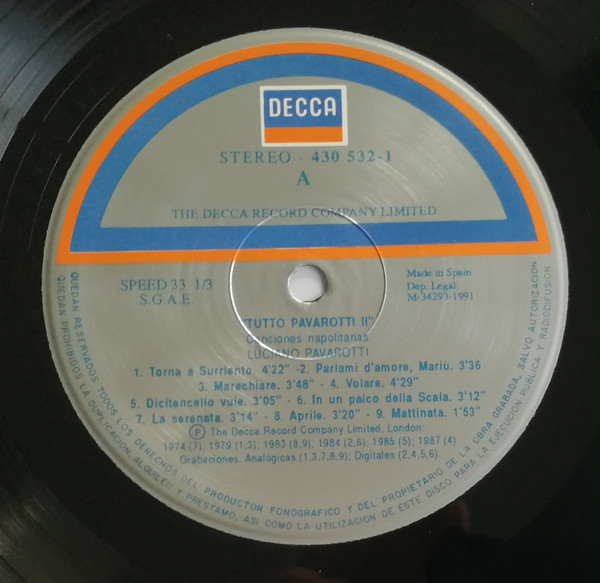 DECCA
STEREO - 430 532-1
A
THE DECCA RECORD COMPANY LIMITED
SPEED 33 1/3
S.G.A.E.
Made in Spain
Dep. Legal:
M-34293-1991
"TUTTO PAVAROTTI II"
Canciones napolitanas
LUCIANO PAVAROTTI
1. Torna a Surriento. 4'22" -2. Parlami d'amore, Mariù. 3'36
3. Marechiare. 3'48" - 4. Volare. 4'29"
5. Dicitencello vuie. 3'05" - 6. In un palco della Scala. 3'12"
7. La serenata. 3'14" - 8. Aprile. 3'20" - 9. Mattinata. 1'53"
Ⓟ The Decca Record Company Limited, London:
1974 (7), 1979 (1,3); 1983 (8,9); 1984 (2,6); 1985 (5); 1987 (4)
Grabaciones: Analógicas (1,3,7,8,9); Digitales (2,4,5,6).
QUEDAN RESERVADOS TODOS LOS DERECHOS DEL PRODUCTOR FONOGRAFICO Y DEL PROPIETARIO DE LA OBRA GRABADA, SALVO AUTORIZACION
QUEDAN PROHIBIDOS LA DUPLICACION, ALQUILER Y PRESTAMO, ASI COMO LA UTILIZACION DE ESTE DISCO PARA LA EJECUCION PUBLICA Y RADIODIFUSION